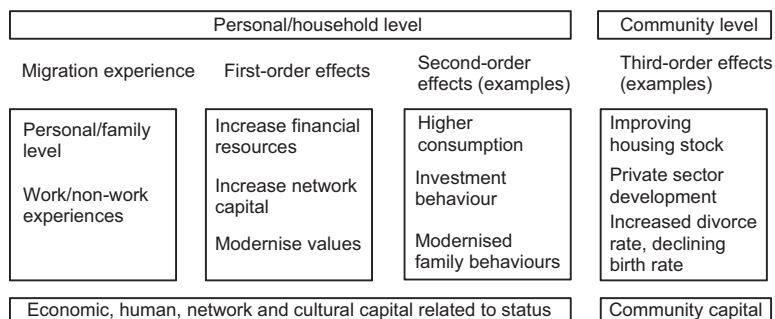 Personal/household level
Community level
Migration experience
First-order effects
Second-order
effects (examples)
Third-order effects
(examples)
Personal/family
level
Work/non-work
experiences
Increase financial
resources
Increase network
capital
Modernise values
Higher
consumption
Investment
behaviour
Modernised
family behaviours
Improving
housing stock
Private sector
development
Increased divorce
rate, declining
birth rate
Economic, human, network and cultural capital related to status
Community capital